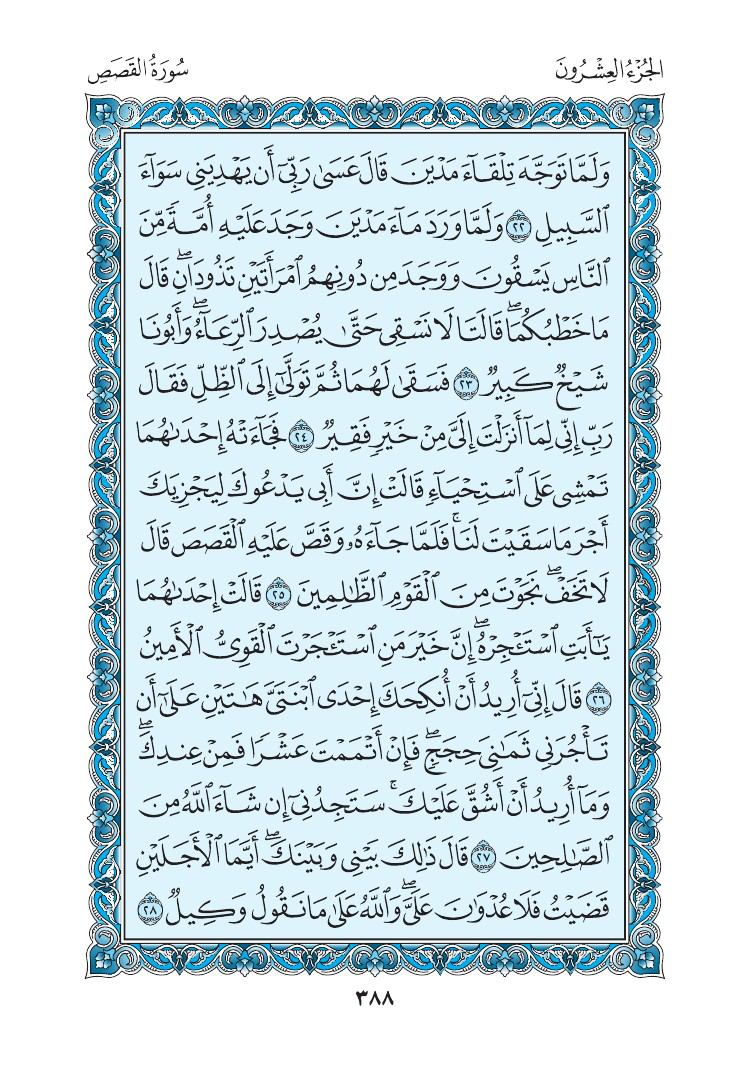 الجُزْءُ العِشْرُونَ
سُورَةُ القَصَصِ
وَلَمَّا تَوَجَّهَ تِلْقَآءَ مَدْيَنَ قَالَ عَسَىٰ رَبِّىٓ أَن يَهْدِيَنِى سَوَآءَ
ٱلسَّبِيلِ ٢٢ وَلَمَّا وَرَدَ مَآءَ مَدْيَنَ وَجَدَ عَلَيْهِ أُمَّةً مِّنَ
ٱلنَّاسِ يَسْقُونَ وَوَجَدَ مِن دُونِهِمُ ٱمْرَأَتَيْنِ تَذُودَانِ ۖ قَالَ
مَا خَطْبُكُمَا ۖ قَالَتَا لَا نَسْقِى حَتَّىٰ يُصْدِرَ ٱلرِّعَآءُ ۖ وَأَبُونَا
شَيْخٌ كَبِيرٌ ٢٣ فَسَقَىٰ لَهُمَا ثُمَّ تَوَلَّىٰٓ إِلَى ٱلظِّلِّ فَقَالَ
رَبِّ إِنِّى لِمَآ أَنزَلْتَ إِلَىَّ مِنْ خَيْرٍ فَقِيرٌ ٢٤ فَجَآءَتْهُ إِحْدَىٰهُمَا
تَمْشِى عَلَى ٱسْتِحْيَآءٍ قَالَتْ إِنَّ أَبِى يَدْعُوكَ لِيَجْزِيَكَ
أَجْرَ مَا سَقَيْتَ لَنَا ۚ فَلَمَّا جَآءَهُۥ وَقَصَّ عَلَيْهِ ٱلْقَصَصَ قَالَ
لَا تَخَفْ ۖ نَجَوْتَ مِنَ ٱلْقَوْمِ ٱلظَّـٰلِمِينَ ٢٥ قَالَتْ إِحْدَىٰهُمَا
يَـٰٓأَبَتِ ٱسْتَـْٔجِرْهُ ۖ إِنَّ خَيْرَ مَنِ ٱسْتَـْٔجَرْتَ ٱلْقَوِىُّ ٱلْأَمِينُ
٢٦ قَالَ إِنِّىٓ أُرِيدُ أَنْ أُنكِحَكَ إِحْدَى ٱبْنَتَىَّ هَـٰتَيْنِ عَلَىٰٓ أَن
تَأْجُرَنِى ثَمَـٰنِىَ حِجَجٍ ۖ فَإِنْ أَتْمَمْتَ عَشْرًا فَمِنْ عِندِكَ ۖ
وَمَآ أُرِيدُ أَنْ أَشُقَّ عَلَيْكَ ۚ سَتَجِدُنِىٓ إِن شَآءَ ٱللَّهُ مِنَ
ٱلصَّـٰلِحِينَ ٢٧ قَالَ ذَٰلِكَ بَيْنِى وَبَيْنَكَ ۖ أَيَّمَا ٱلْأَجَلَيْنِ
قَضَيْتُ فَلَا عُدْوَٰنَ عَلَىَّ ۖ وَٱللَّهُ عَلَىٰ مَا نَقُولُ وَكِيلٌ ٢٨
٣٨٨